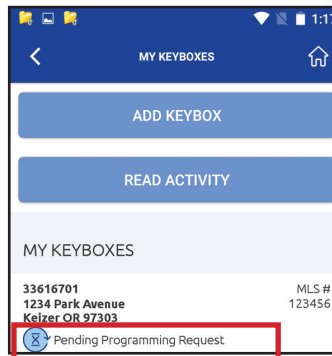 1:17
MY KEYBOXES
ADD KEYBOX
READ ACTIVITY
MY KEYBOXES
33616701 MLS #
1234 Park Avenue 123456
Keizer OR 97303
Pending Programming Request